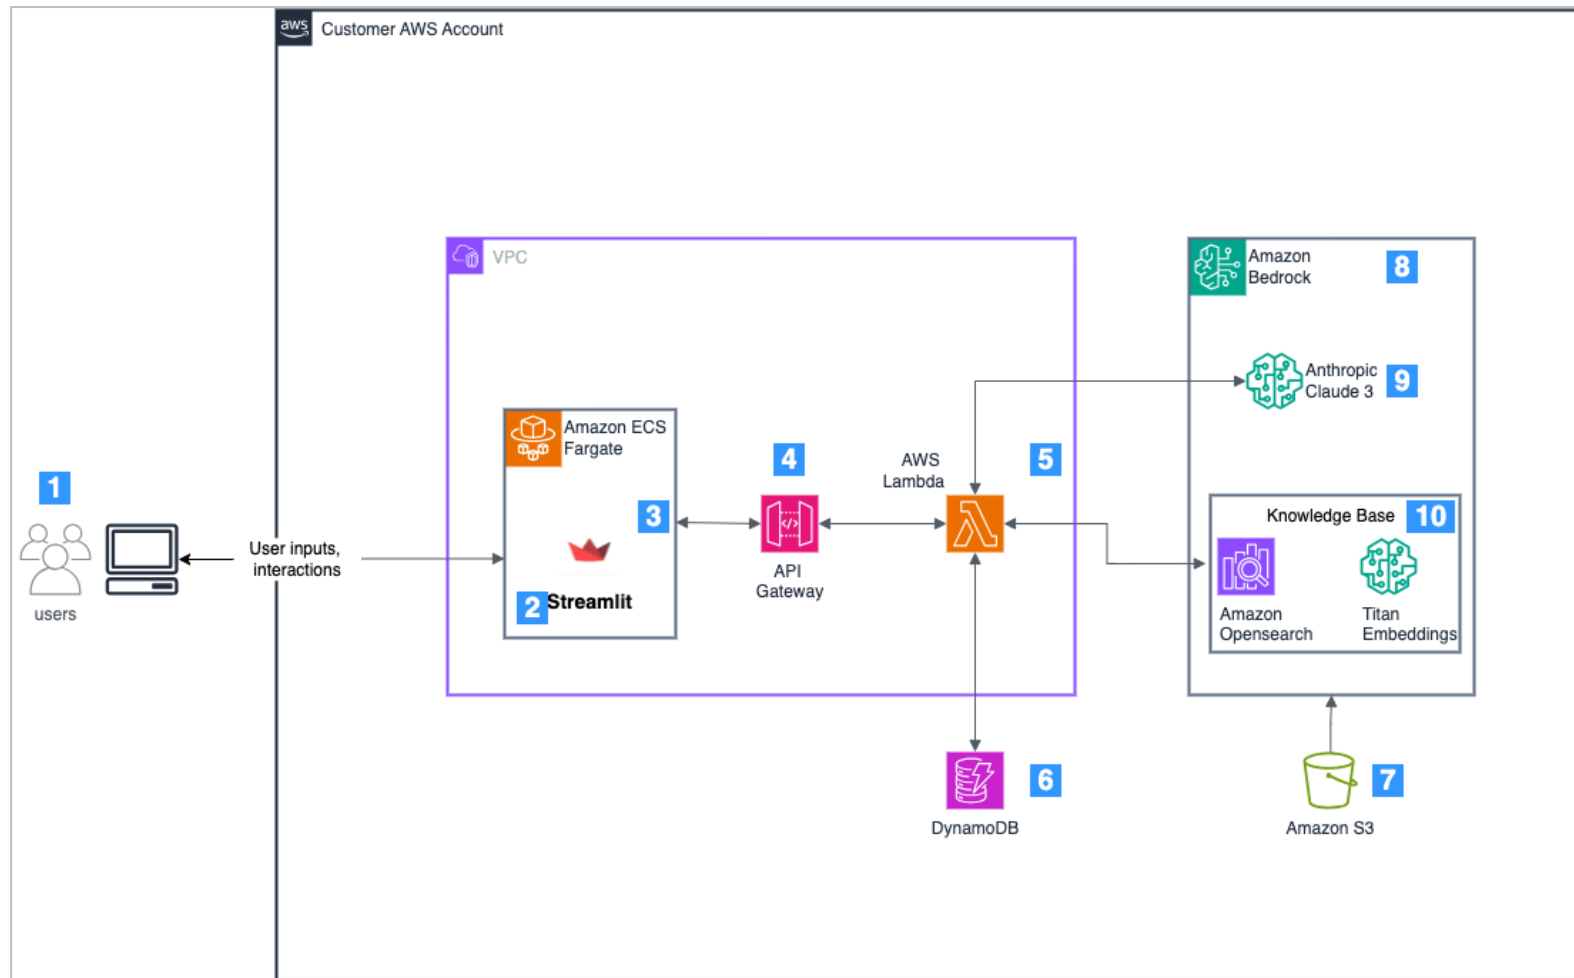 aws
Customer AWS Account
VPC
Amazon
Bedrock
8
Anthropic
Claude 3
9
Amazon ECS
Fargate
4
AWS
Lambda
5
1
3
Knowledge Base
10
User inputs,
interactions
API
Gateway
users
2
Streamlit
Amazon
Opensearch
Titan
Embeddings
6
7
DynamoDB
Amazon S3